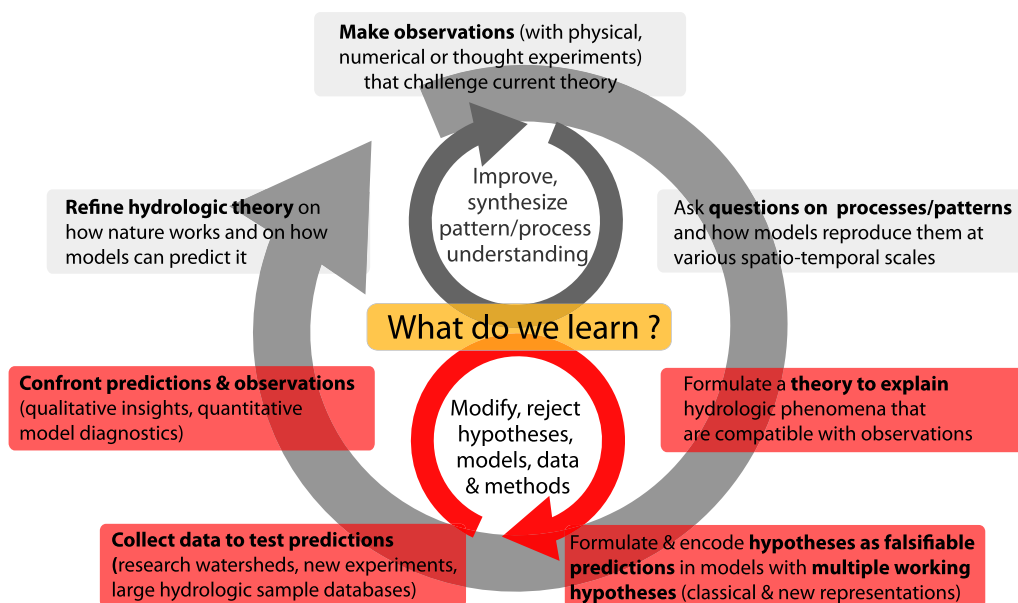 Make observations (with physical,
numerical or thought experiments)
that challenge current theory
Improve,
synthesize
pattern/process
understanding
Refine hydrologic theory on
how nature works and on how
models can predict it
Ask questions on processes/patterns
and how models reproduce them at
various spatio-temporal scales
What do we learn ?
Confront predictions & observations
(qualitative insights, quantitative
model diagnostics)
Modify, reject
hypotheses,
models, data
& methods
Formulate a theory to explain
hydrologic phenomena that
are compatible with observations
Collect data to test predictions
(research watersheds, new experiments,
large hydrologic sample databases)
Formulate & encode hypotheses as falsifiable
predictions in models with multiple working
hypotheses (classical & new representations)